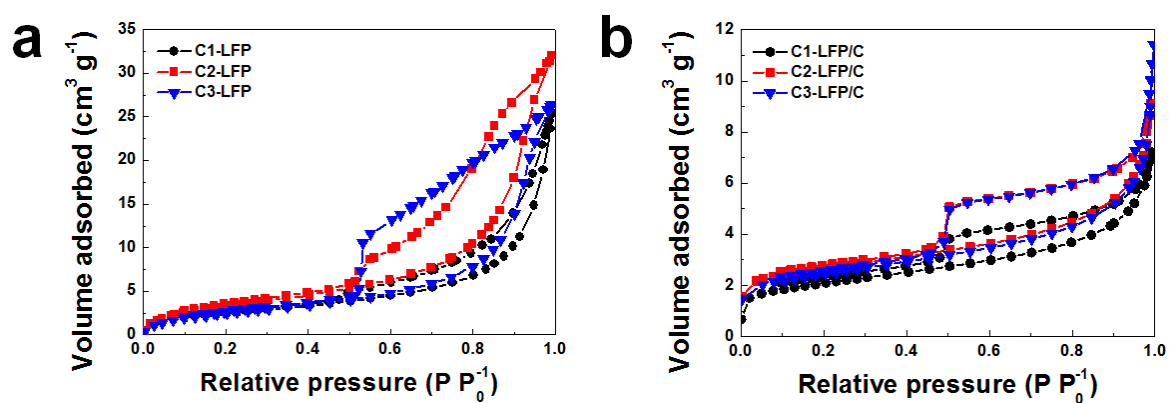 a
35
30
25
20
15
10
5
0
0.0 0.2 0.4 0.6 0.8 1.0
Volume adsorbed (cm³ g⁻¹)
Relative pressure (P P₀⁻¹)
C1-LFP
C2-LFP
C3-LFP
b
12
10
8
6
4
2
0
0.0 0.2 0.4 0.6 0.8 1.0
Volume adsorbed (cm³ g⁻¹)
Relative pressure (P P₀⁻¹)
C1-LFP/C
C2-LFP/C
C3-LFP/C